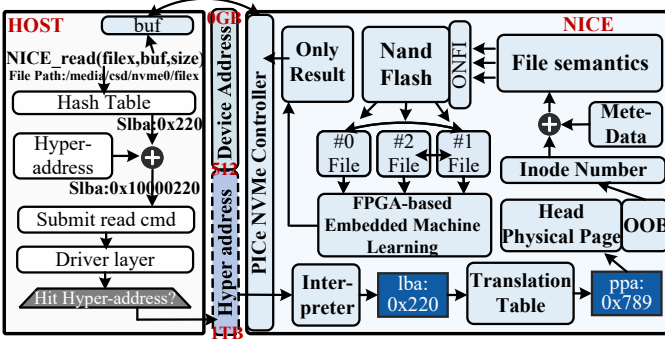 HOST
buf
NICE_read(filex,buf,size)
File Path:/media/csd/nvme0/filex
Hash Table
Slba:0x220
Hyper-
address
Slba:0x10000220
Submit read cmd
Driver layer
Hit Hyper-address?
0GB
Device Address
512
Hyper address
1TB
PICe NVMe Controller
NICE
Only
Result
Nand
Flash
ONFI
File semantics
#0
File
#2
File
#1
File
FPGA-based
Embedded Machine
Learning
Mete-
Data
Inode Number
Head
Physical Page
OOB
Inter-
preter
lba:
0x220
Translation
Table
ppa:
0x789